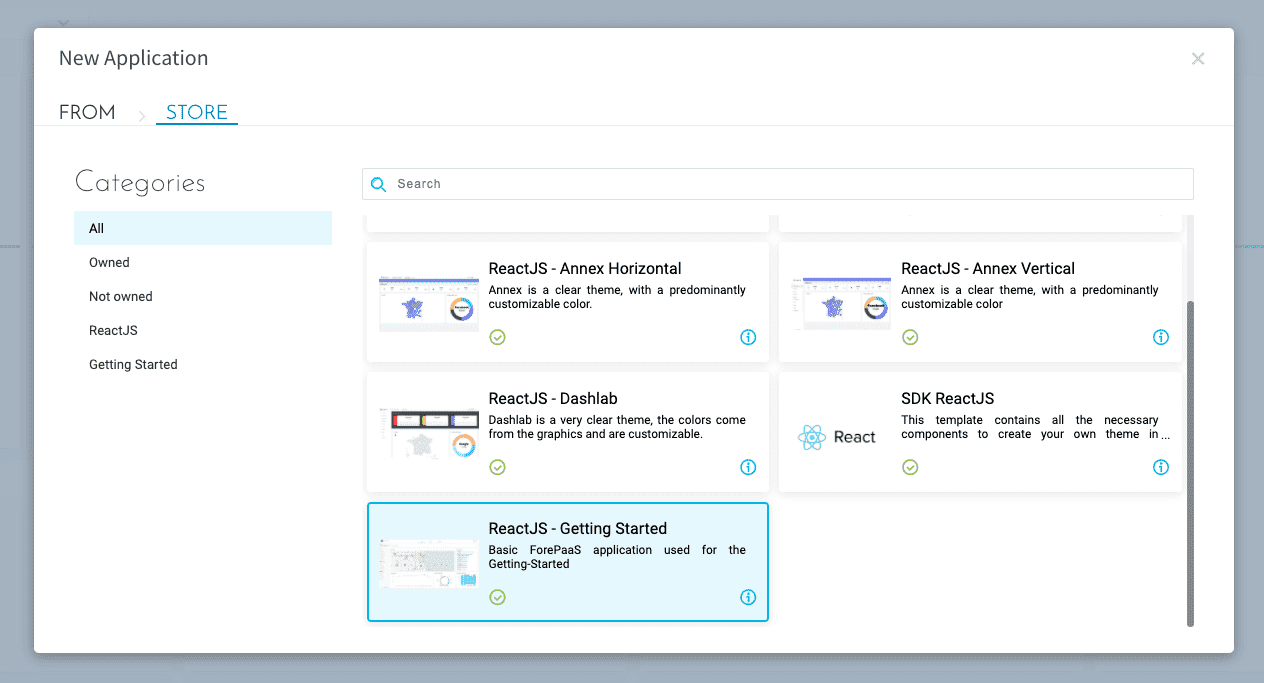 New Application
FROM
STORE
Categories
All
Owned
Not owned
ReactJS
Getting Started
Search
ReactJS - Annex Horizontal
Annex is a clear theme, with a predominantly
customizable color.
ReactJS - Annex Vertical
Annex is a clear theme, with a predominantly
customizable color
ReactJS - Dashlab
Dashlab is a very clear theme, the colors come
from the graphics and are customizable.
SDK ReactJS
This template contains all the necessary
components to create your own theme in...
React
ReactJS - Getting Started
Basic ForePaaS application used for the
Getting-Started